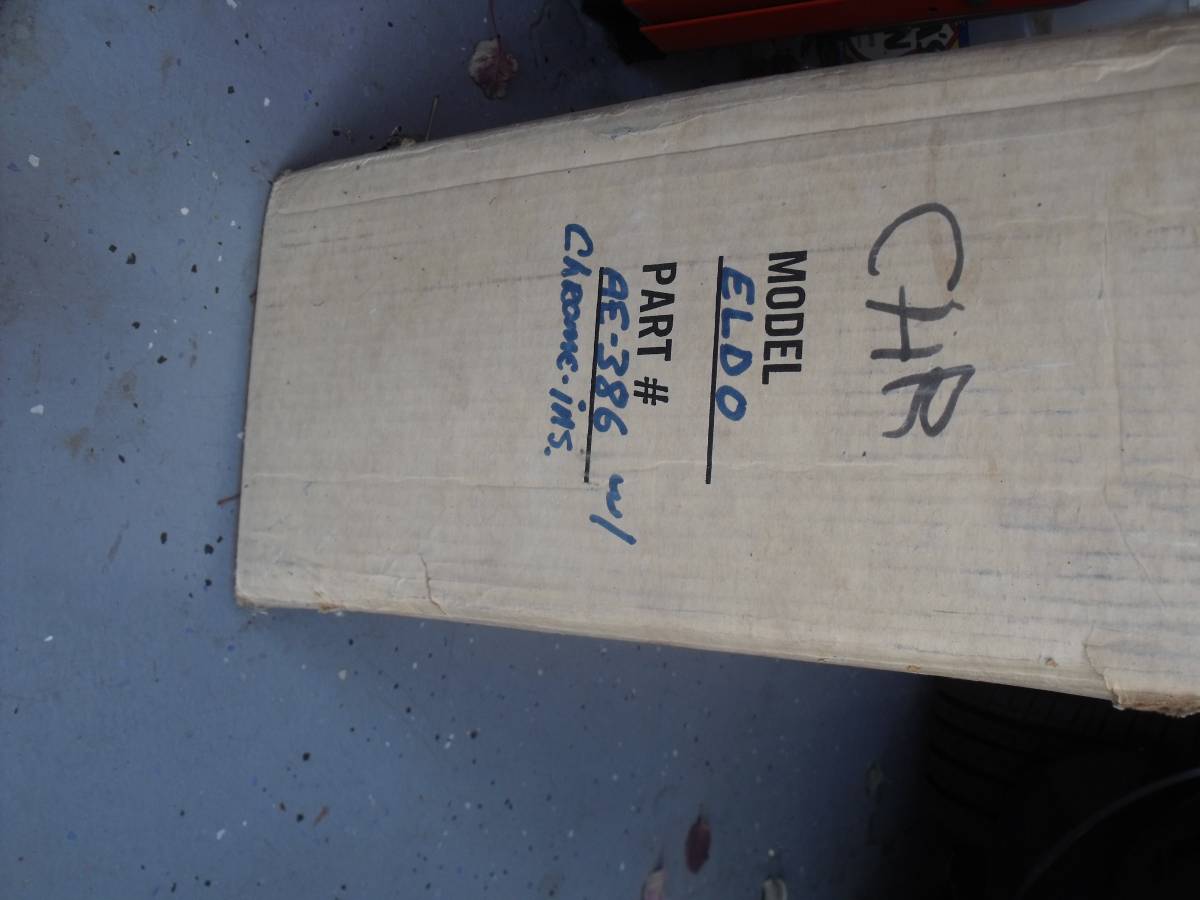 CHR
MODEL
ELDO
PART #
AE-386 w/
Chrome-ins.